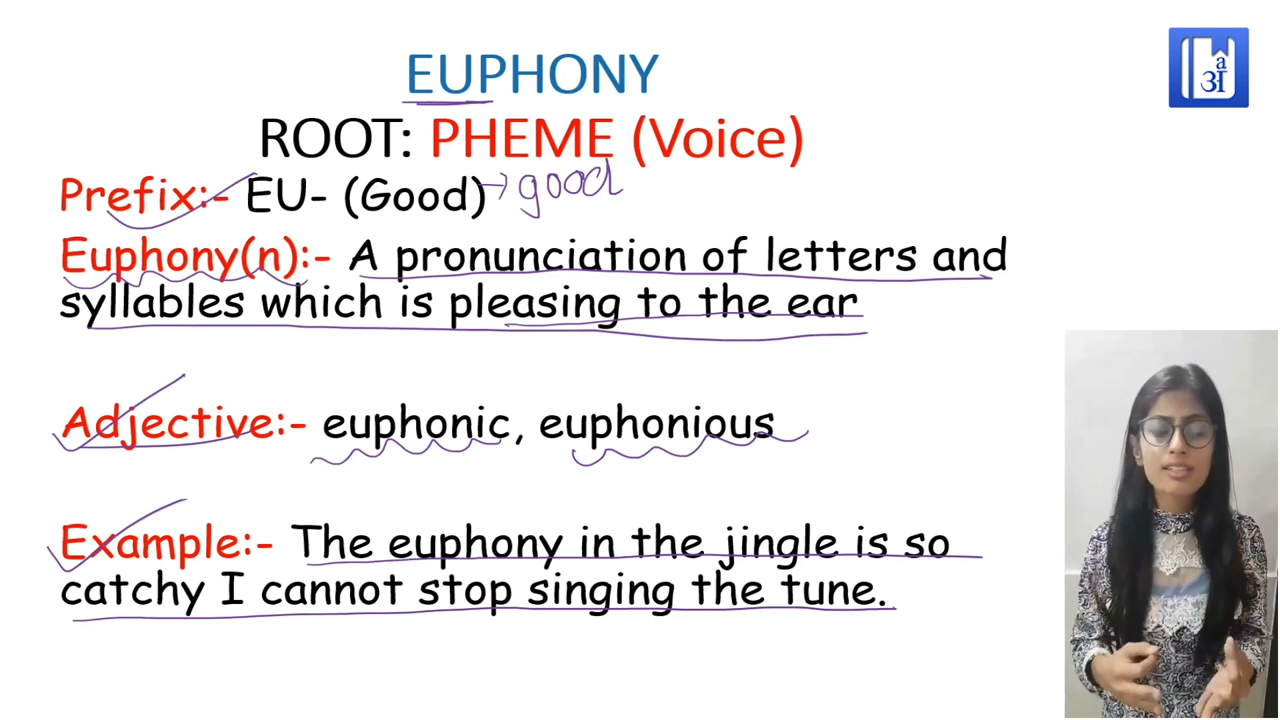 EUPHONY
ROOT: PHEME (Voice)
Prefix:- EU- (Good) → good
Euphony(n):- A pronunciation of letters and
syllables which is pleasing to the ear
Adjective:- euphonic, euphonious
Example:- The euphony in the jingle is so
catchy I cannot stop singing the tune.
a
अ